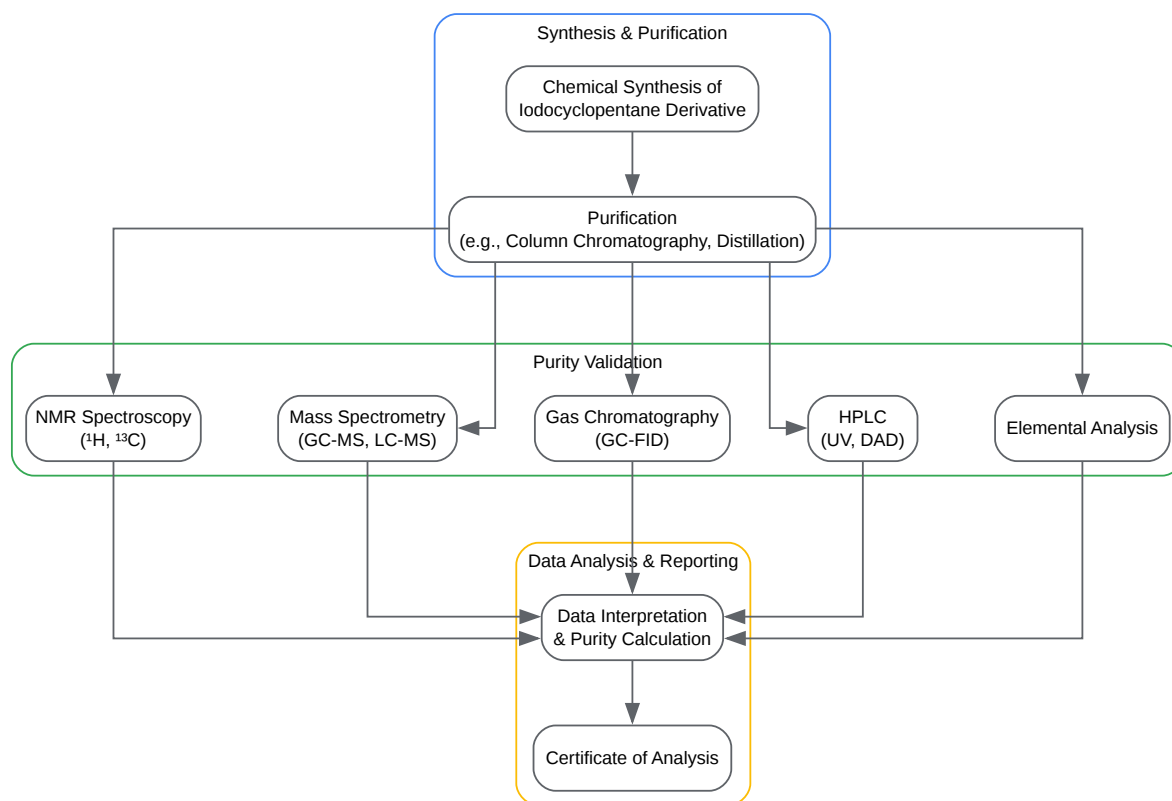 Synthesis & Purification
Chemical Synthesis of
Iodocyclopentane Derivative
Purification
(e.g., Column Chromatography, Distillation)
Purity Validation
NMR Spectroscopy
(¹H, ¹³C)
Mass Spectrometry
(GC-MS, LC-MS)
Gas Chromatography
(GC-FID)
HPLC
(UV, DAD)
Elemental Analysis
Data Analysis & Reporting
Data Interpretation
& Purity Calculation
Certificate of Analysis